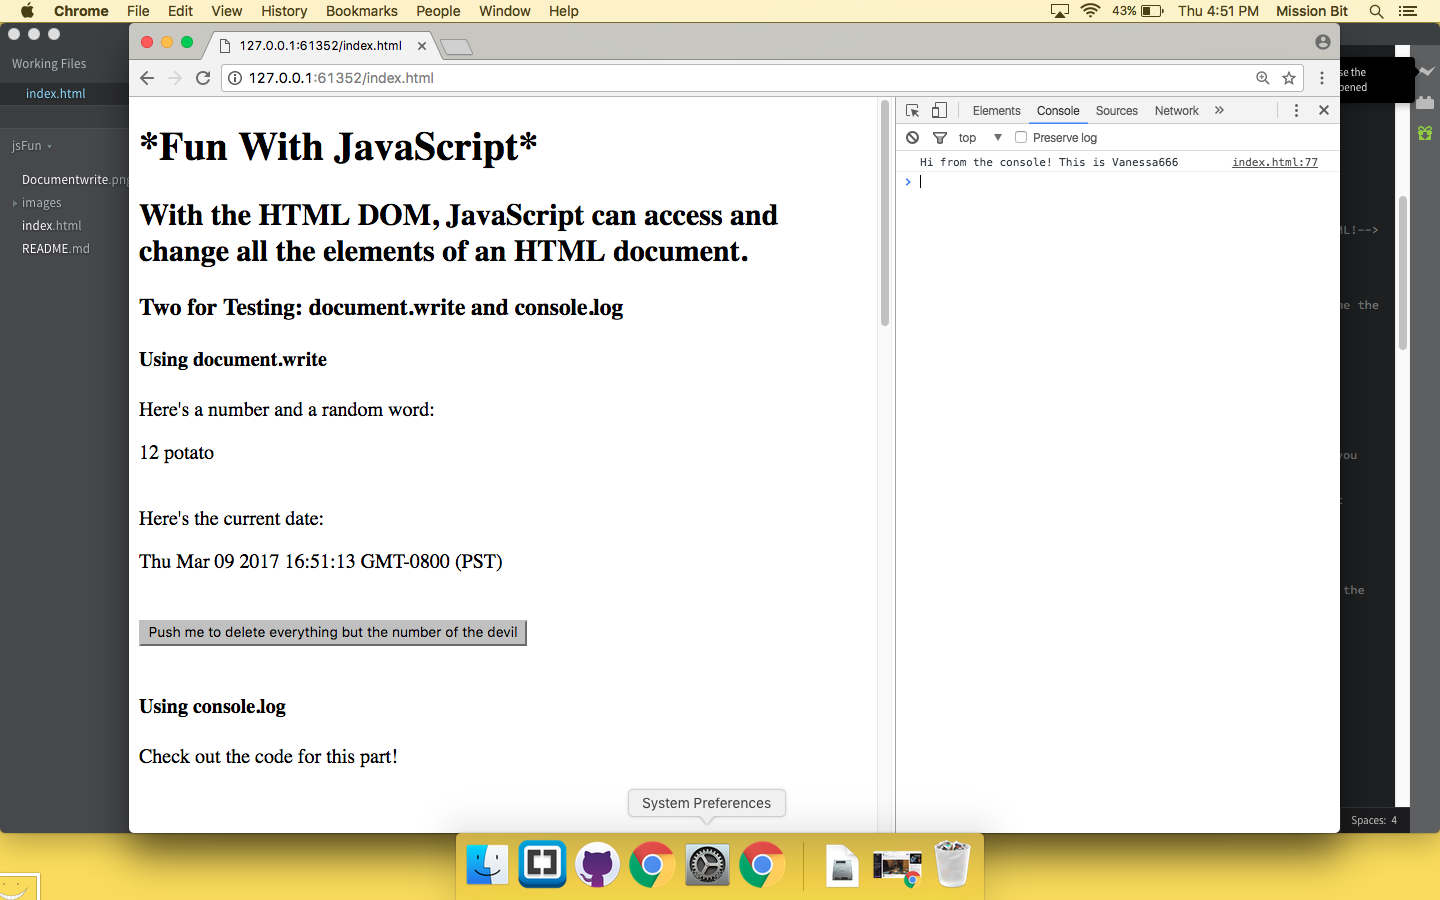 Chrome File Edit View History Bookmarks People Window Help 43% Thu 4:51 PM Mission Bit
Working Files
index.html
jsFun
Documentwrite.pn
images
index.html
README.md
127.0.0.1:61352/index.html
127.0.0.1:61352/index.html
*Fun With JavaScript*
With the HTML DOM, JavaScript can access and
change all the elements of an HTML document.
Two for Testing: document.write and console.log
Using document.write
Here's a number and a random word:
12 potato
Here's the current date:
Thu Mar 09 2017 16:51:13 GMT-0800 (PST)
Push me to delete everything but the number of the devil
Using console.log
Check out the code for this part!
Elements Console Sources Network »
top Preserve log
Hi from the console! This is Vanessa666 index.html:77
se the
pened
ML!-->
me the
you
the
Spaces: 4
System Preferences